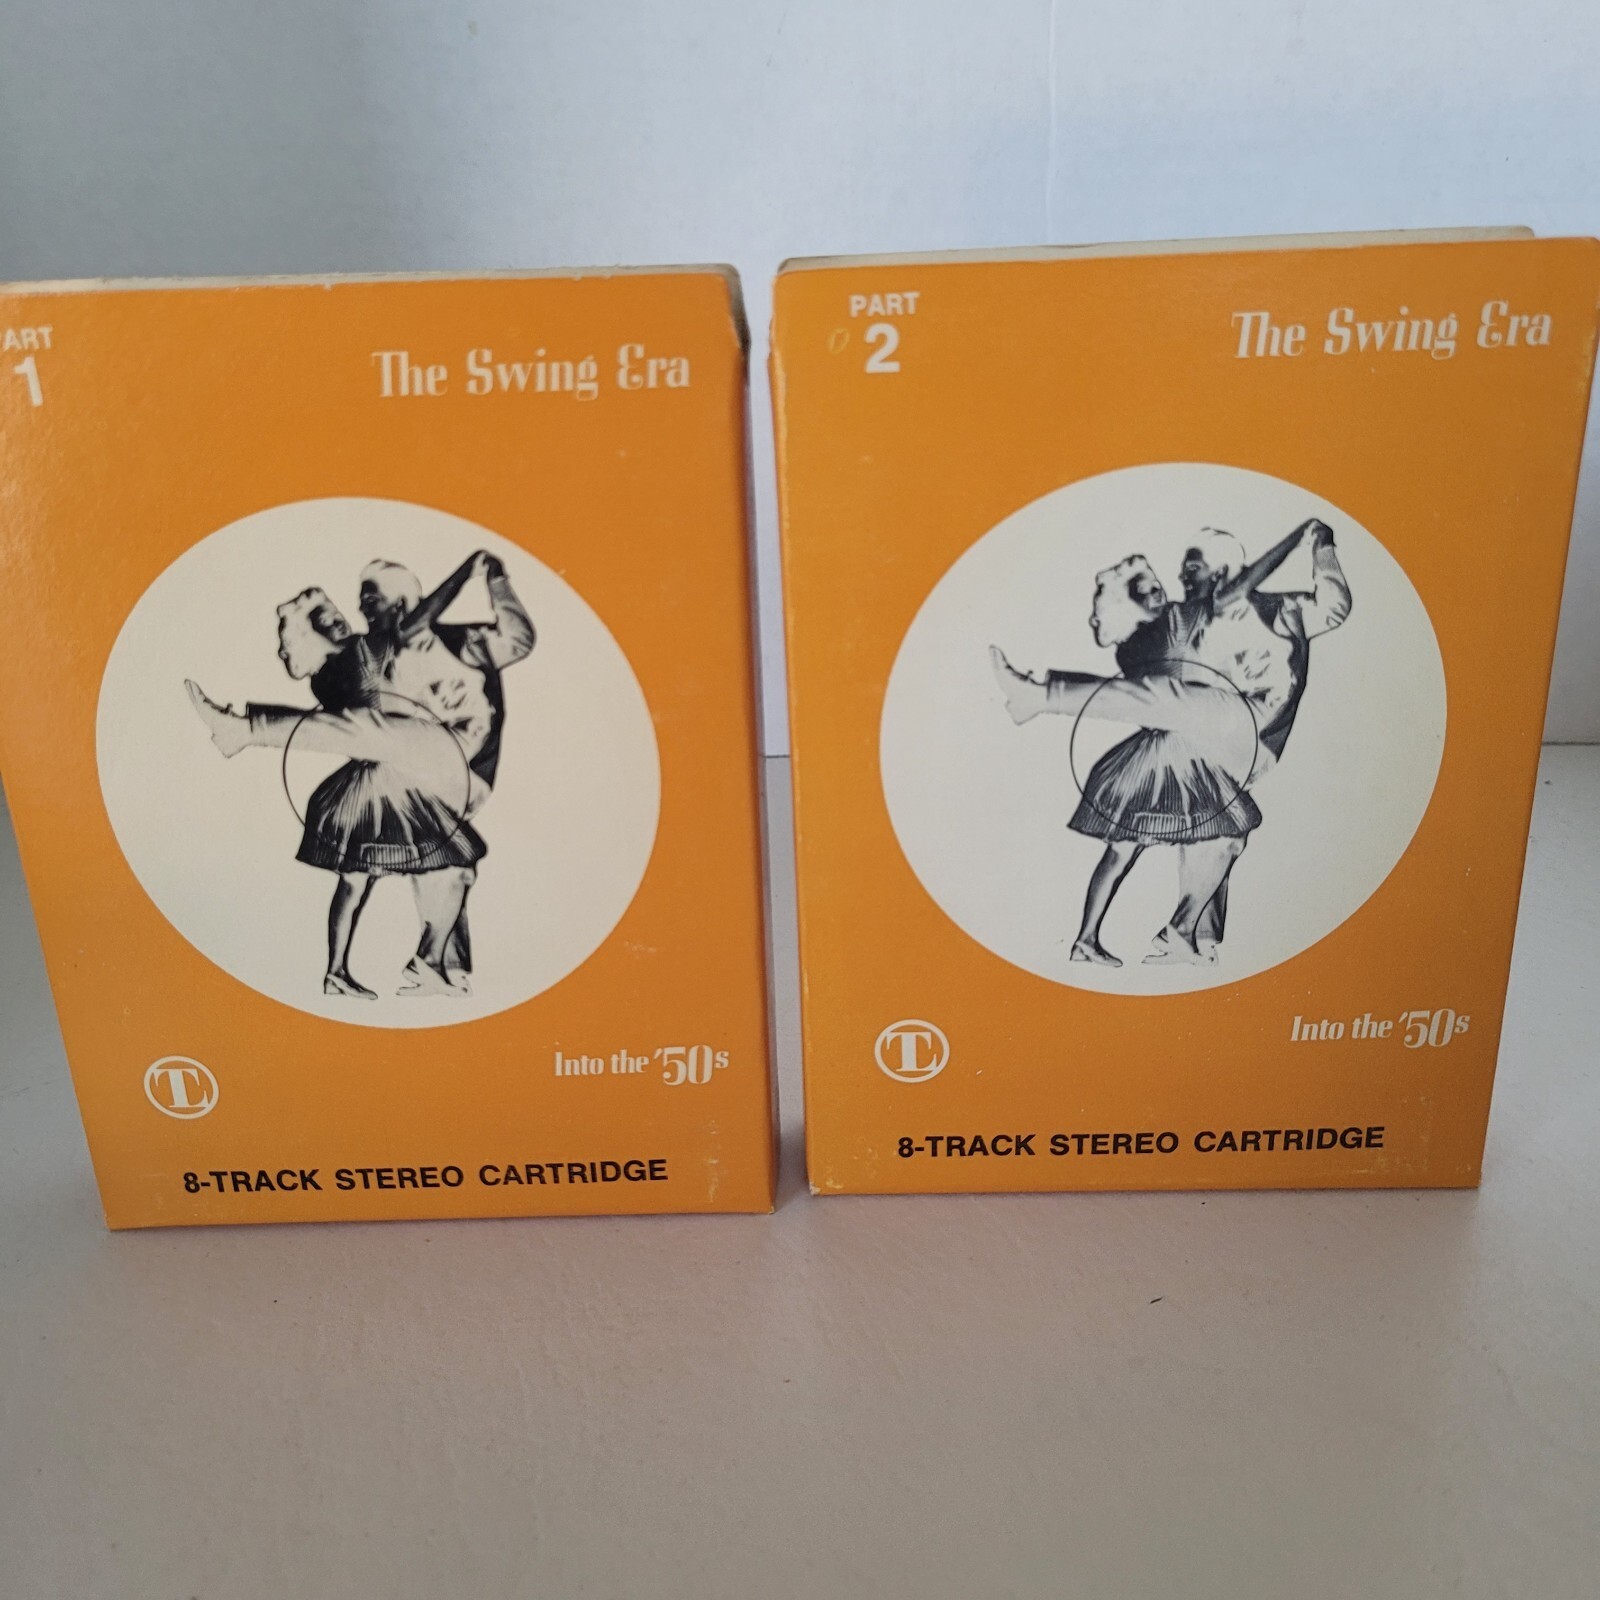 PART
1
The Swing Era
TL
Into the '50s
8-TRACK STEREO CARTRIDGE
PART
2
The Swing Era
TL
Into the '50s
8-TRACK STEREO CARTRIDGE